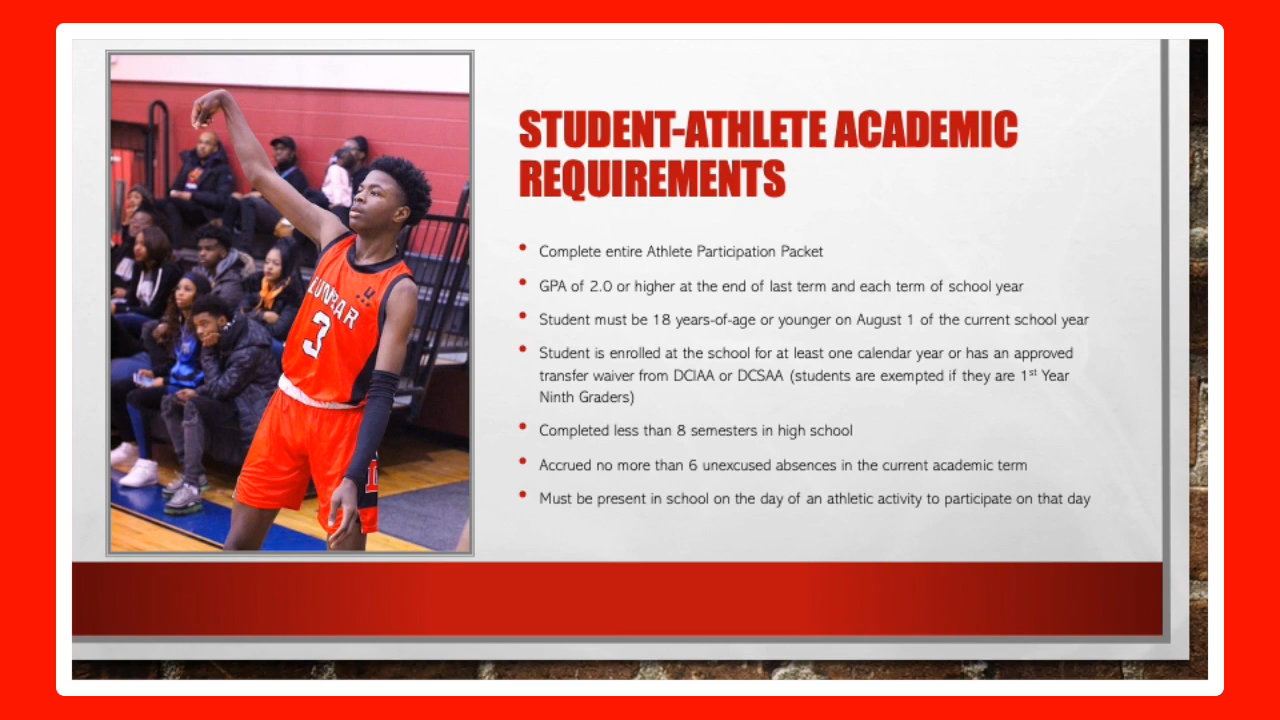 STUDENT-ATHLETE ACADEMIC
REQUIREMENTS
• Complete entire Athlete Participation Packet
• GPA of 2.0 or higher at the end of last term and each term of school year
• Student must be 18 years-of-age or younger on August 1 of the current school year
• Student is enrolled at the school for at least one calendar year or has an approved
transfer waiver from DCIAA or DCSAA (students are exempted if they are 1st Year
Ninth Graders)
• Completed less than 8 semesters in high school
• Accrued no more than 6 unexcused absences in the current academic term
• Must be present in school on the day of an athletic activity to participate on that day
DUNBAR
3
D